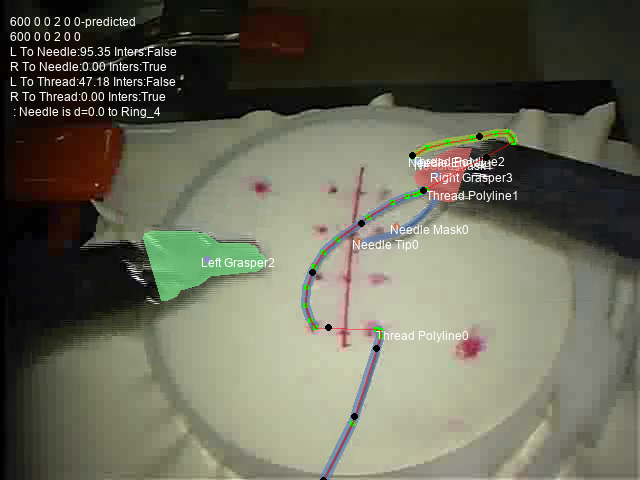 600 0 0 2 0 0-predicted
600 0 0 2 0 0
L To Needle:95.35 Inters:False
R To Needle:0.00 Inters:True
L To Thread:47.18 Inters:False
R To Thread:0.00 Inters:True
: Needle is d=0.0 to Ring_4
Right Grasper3
Thread Polyline1
Needle Mask0
Needle Tip0
Left Grasper2
Thread Polyline0